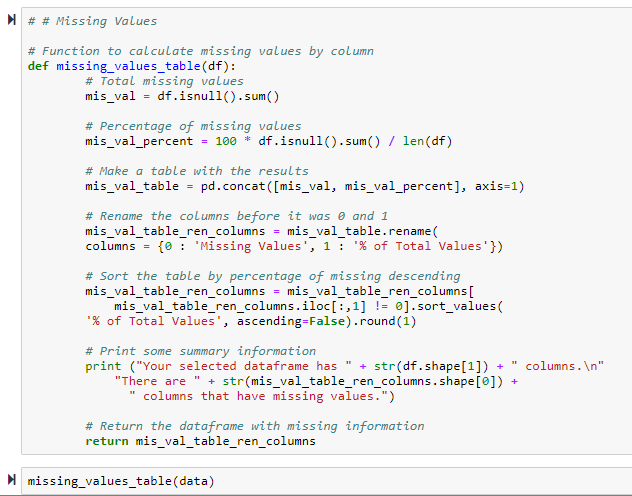 # # Missing Values
# Function to calculate missing values by column
def missing_values_table(df):
# Total missing values
mis_val = df.isnull().sum()
# Percentage of missing values
mis_val_percent = 100 * df.isnull().sum() / len(df)
# Make a table with the results
mis_val_table = pd.concat([mis_val, mis_val_percent], axis=1)
# Rename the columns before it was 0 and 1
mis_val_table_ren_columns = mis_val_table.rename(
columns = {0 : 'Missing Values', 1 : '% of Total Values'})
# Sort the table by percentage of missing descending
mis_val_table_ren_columns = mis_val_table_ren_columns[
mis_val_table_ren_columns.iloc[:,1] != 0].sort_values(
'% of Total Values', ascending=False).round(1)
# Print some summary information
print ("Your selected dataframe has " + str(df.shape[1]) + " columns.\n"
"There are " + str(mis_val_table_ren_columns.shape[0]) +
" columns that have missing values.")
# Return the dataframe with missing information
return mis_val_table_ren_columns
missing_values_table(data)